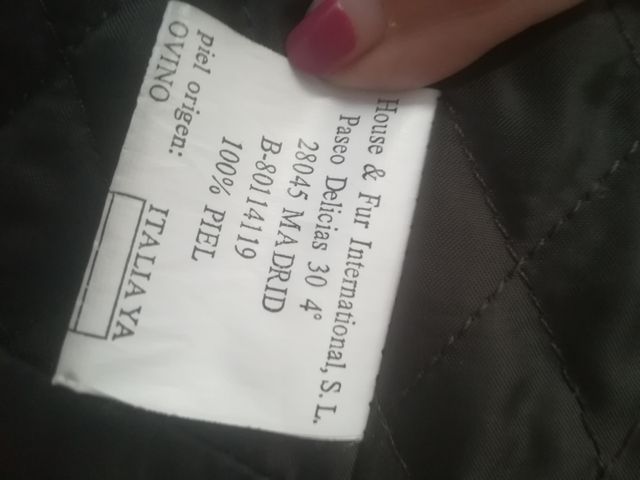 House & Fur International, S. L.
Paseo Delicias 30 4°
28045 MADRID
B-80114119
100% PIEL
Piel origen:
OVINO
ITALIA YA